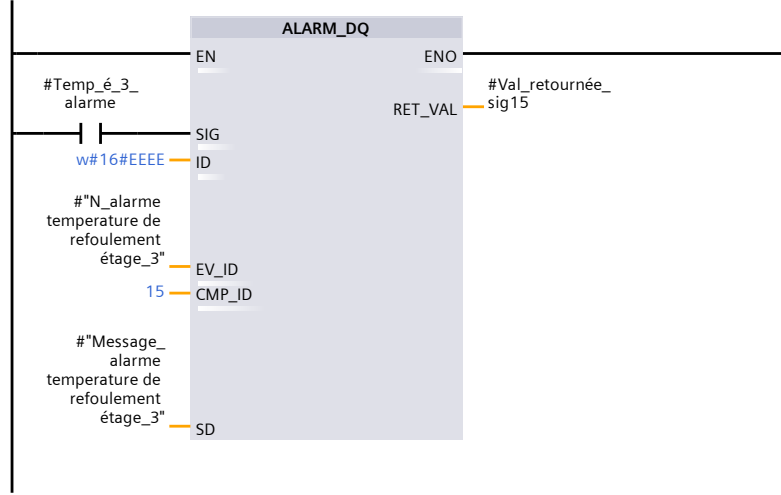 ALARM_DQ
EN
ENO
#Temp_é_3_
alarme
#Val_retournée_
sig15
RET_VAL
SIG
w#16#EEEE
ID
#"N_alarme
temperature de
refoulement
étage_3"
EV_ID
15
CMP_ID
#"Message_
alarme
temperature de
refoulement
étage_3"
SD